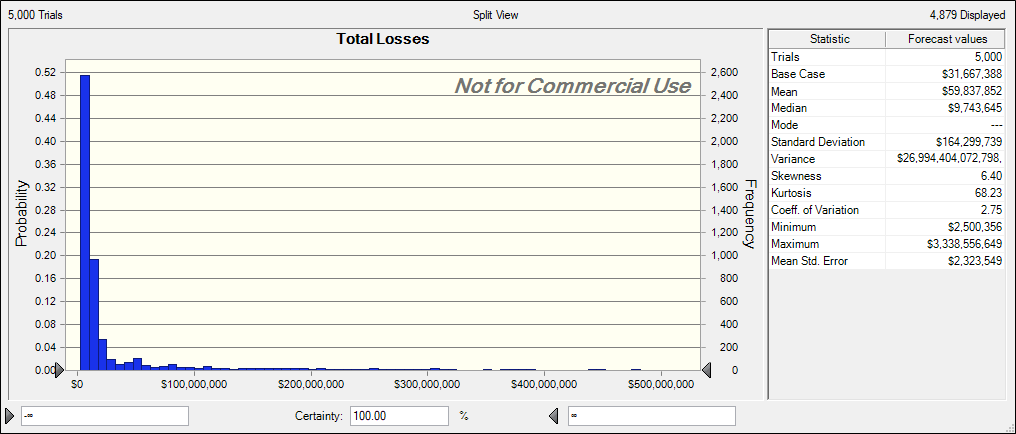 5,000 Trials Split View 4,879 Displayed
Total Losses
Not for Commercial Use
Probability
0.52
0.48
0.44
0.40
0.36
0.32
0.28
0.24
0.20
0.16
0.12
0.08
0.04
0.00
2,600
2,400
2,200
2,000
1,800
1,600
1,400
1,200
1,000
800
600
400
200
0
Frequency
$0 $100,000,000 $200,000,000 $300,000,000 $400,000,000 $500,000,000
Statistic Forecast values
Trials 5,000
Base Case $31,667,388
Mean $59,837,852
Median $9,743,645
Mode ---
Standard Deviation $164,299,739
Variance $26,994,404,072,798,
Skewness 6.40
Kurtosis 68.23
Coeff. of Variation 2.75
Minimum $2,500,356
Maximum $3,338,556,649
Mean Std. Error $2,323,549
-∞ Certainty: 100.00 % ∞